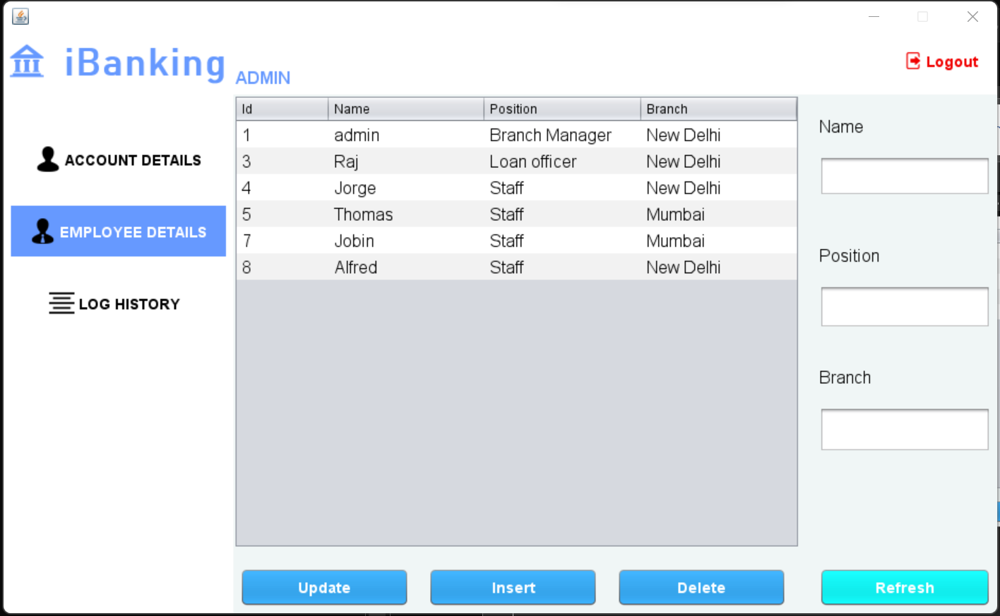 iBanking
ADMIN
Logout
ACCOUNT DETAILS
EMPLOYEE DETAILS
LOG HISTORY
Id Name Position Branch
1 admin Branch Manager New Delhi
3 Raj Loan officer New Delhi
4 Jorge Staff New Delhi
5 Thomas Staff Mumbai
7 Jobin Staff Mumbai
8 Alfred Staff New Delhi
Name
Position
Branch
Update Insert Delete Refresh